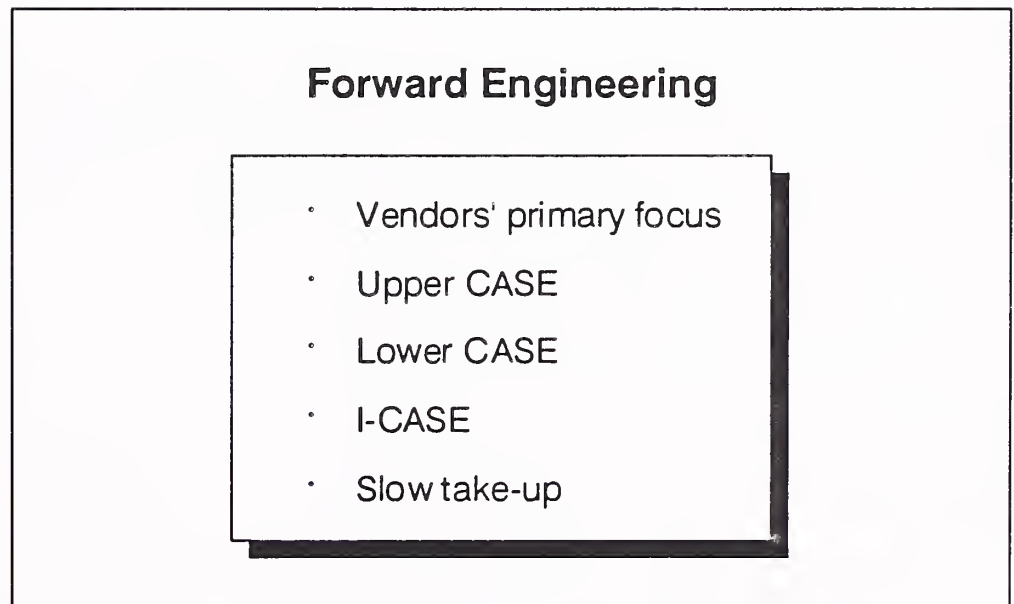 Forward Engineering
· Vendors' primary focus
· Upper CASE
· Lower CASE
· I-CASE
· Slow take-up